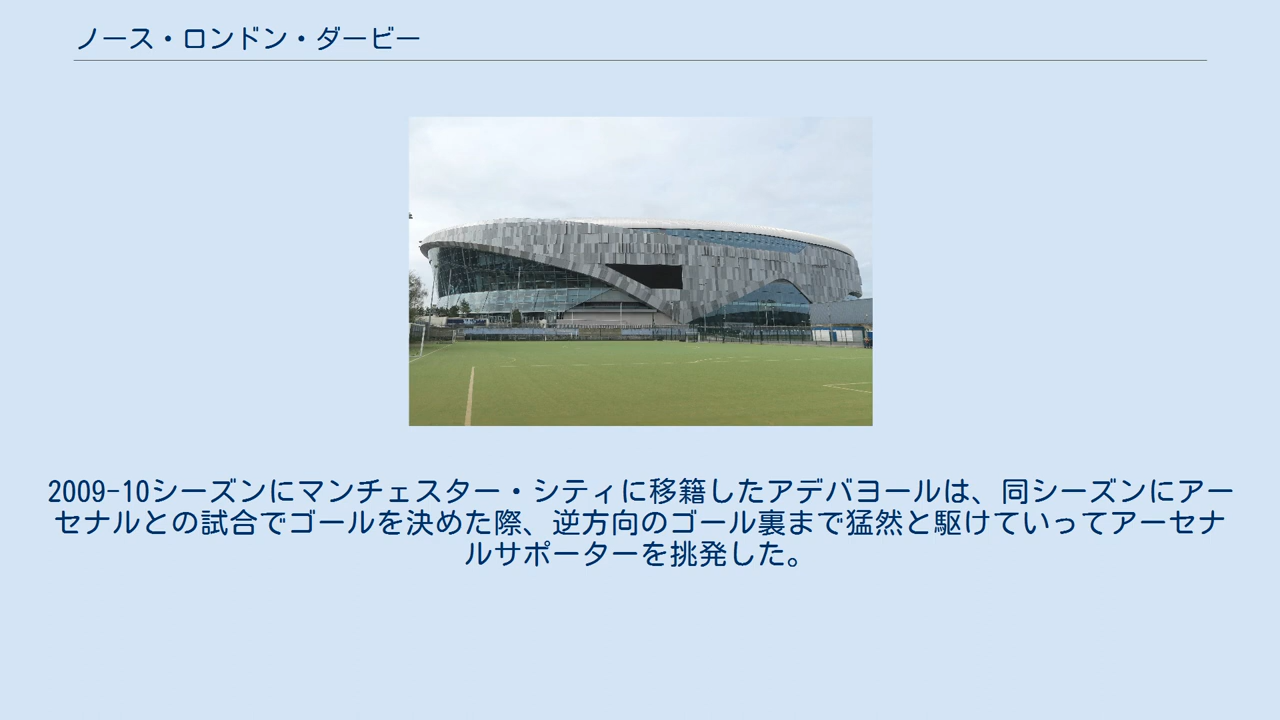 ノース・ロンドン・ダービー
2009-10シーズンにマンチェスター・シティに移籍したアデバヨールは、同シーズンにアー
セナルとの試合でゴールを決めた際、逆方向のゴール裏まで猛然と駆けていってアーセナ
ルサポーターを挑発した。